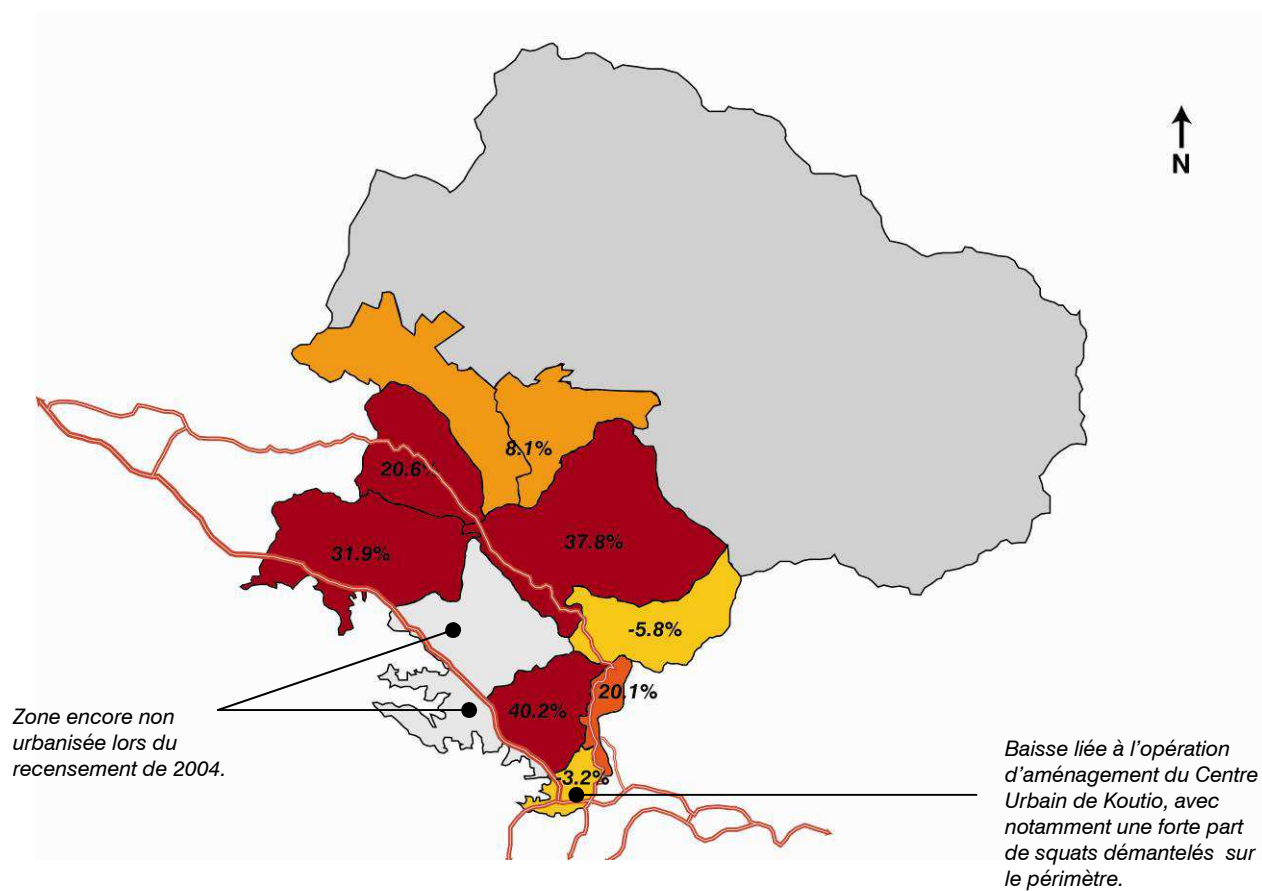 N
8.1%
20.6%
31.9%
37.8%
-5.8%
20.1%
40.2%
-3.2%
Zone encore non
urbanisée lors du
recensement de 2004.
Baisse liée à l’opération
d’aménagement du Centre
Urbain de Koutio, avec
notamment une forte part
de squats démantelés sur
le périmètre.